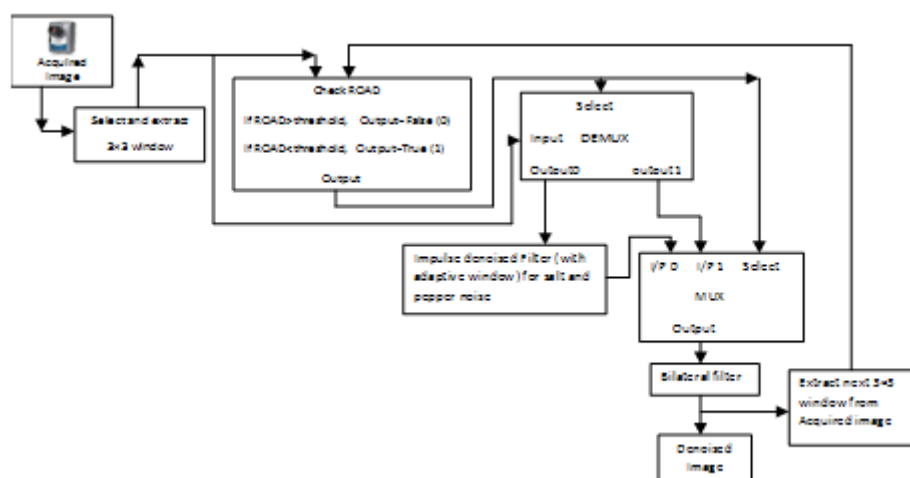 Acquired
Image
Select and extract
3×3 window
Check ROAD
If ROAD>threshold, Output=False (0)
If ROAD<threshold, Output=True (1)
Output
Select
Input DEMUX
Output0 output1
Impulse denoised Filter (with
adaptive window) for salt and
pepper noise
I/P 0 I/P 1 Select
MUX
Output
Bilateral filter
Extract next 3×3
window from
Acquired image
Denoised
Image